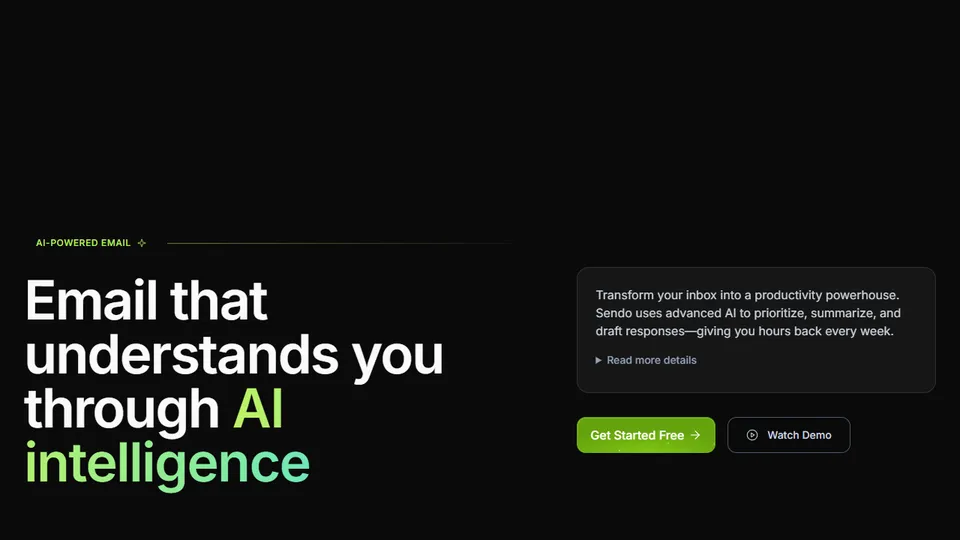 AI-POWERED EMAIL
Email that
understands you
through AI
intelligence
Transform your inbox into a productivity powerhouse.
Sendo uses advanced AI to prioritize, summarize, and
draft responses—giving you hours back every week.
Read more details
Get Started Free
Watch Demo